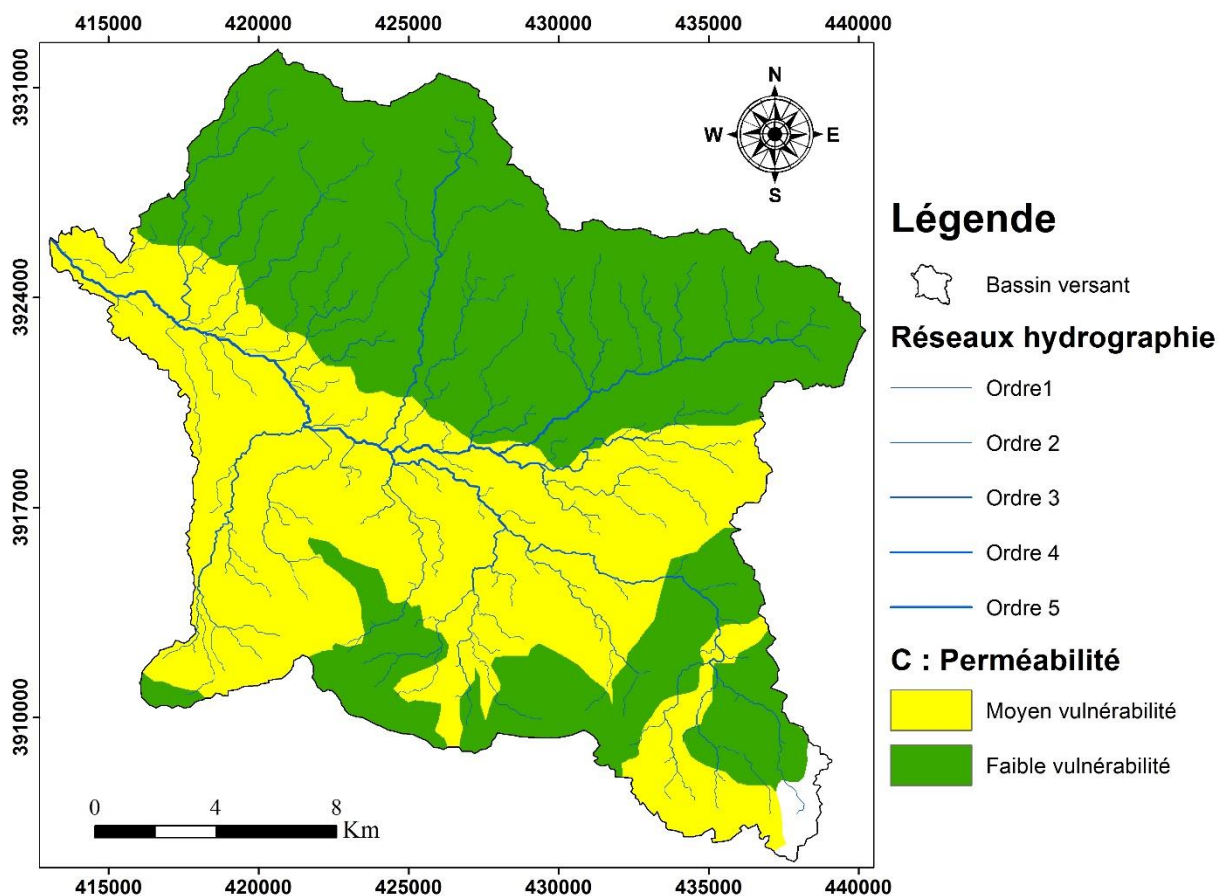 415000 420000 425000 430000 435000 440000
3931000
3924000
3917000
3910000
N
W E
S
0 4 8
Km
415000 420000 425000 430000 435000 440000
Légende
Bassin versant
Réseaux hydrographie
Ordre1
Ordre 2
Ordre 3
Ordre 4
Ordre 5
C : Perméabilité
Moyen vulnérabilité
Faible vulnérabilité